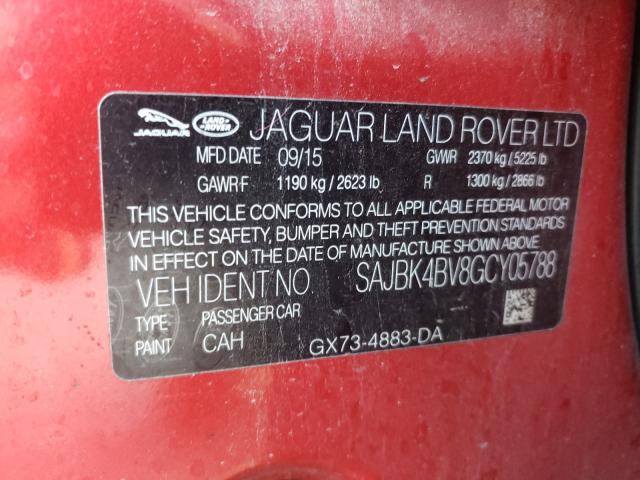 JAGUAR LAND ROVER JAGUAR LAND ROVER LTD
MFD DATE 09/15 GVWR 2370 kg / 5225 lb
GAWR-F 1190 kg / 2623 lb R 1300 kg / 2866 lb
THIS VEHICLE CONFORMS TO ALL APPLICABLE FEDERAL MOTOR
VEHICLE SAFETY, BUMPER AND THEFT PREVENTION STANDARDS
IN EFFECT ON THE DATE OF MANUFACTURE SHOWN ABOVE.
VEH IDENT NO SAJBK4BV8GCY05788
TYPE PASSENGER CAR
PAINT CAH GX73-4883-DA